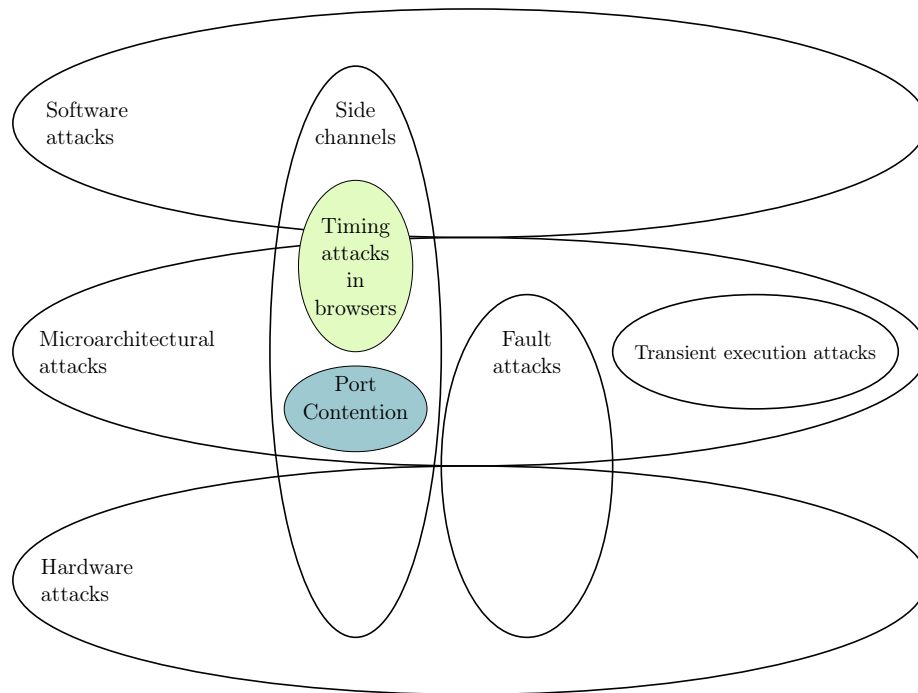 Software
attacks
Side
channels
Timing
attacks
in
browsers
Microarchitectural
attacks
Fault
attacks
Transient execution attacks
Port
Contention
Hardware
attacks